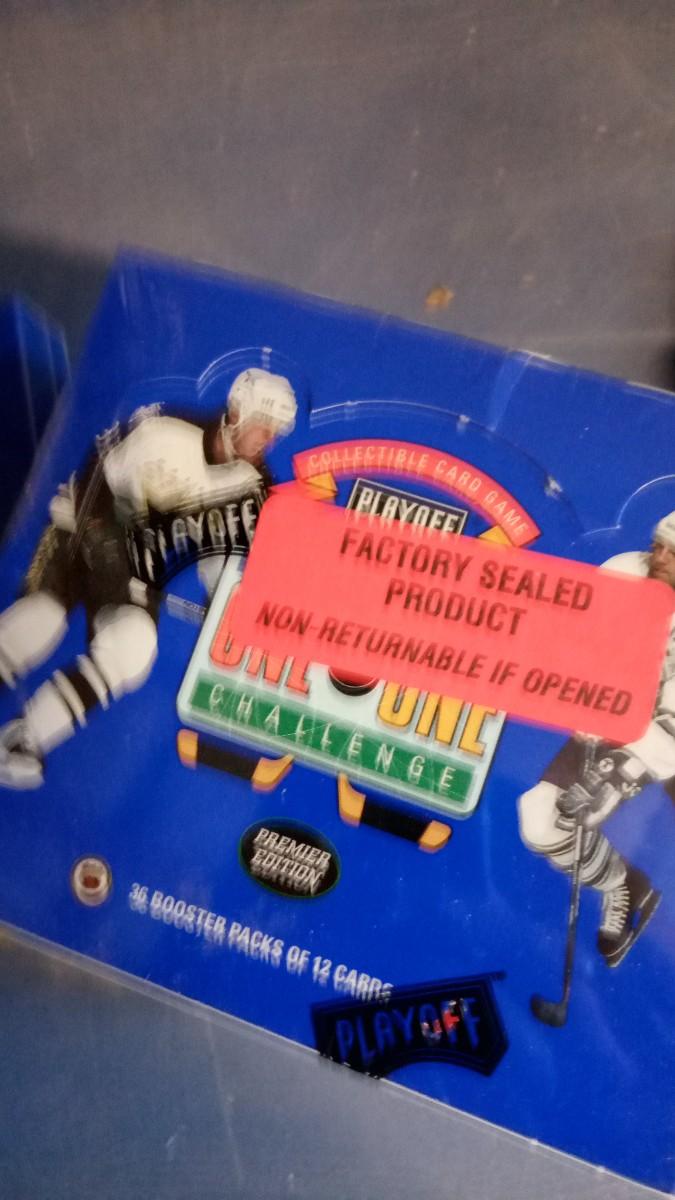 COLLECTIBLE CARD GAME
PLAYOFF
PLAYOFF
FACTORY SEALED
PRODUCT
NON-RETURNABLE IF OPENED
ONE ONE
CHALLENGE
PREMIER
EDITION
36 BOOSTER PACKS OF 12 CARDS
PLAYOFF